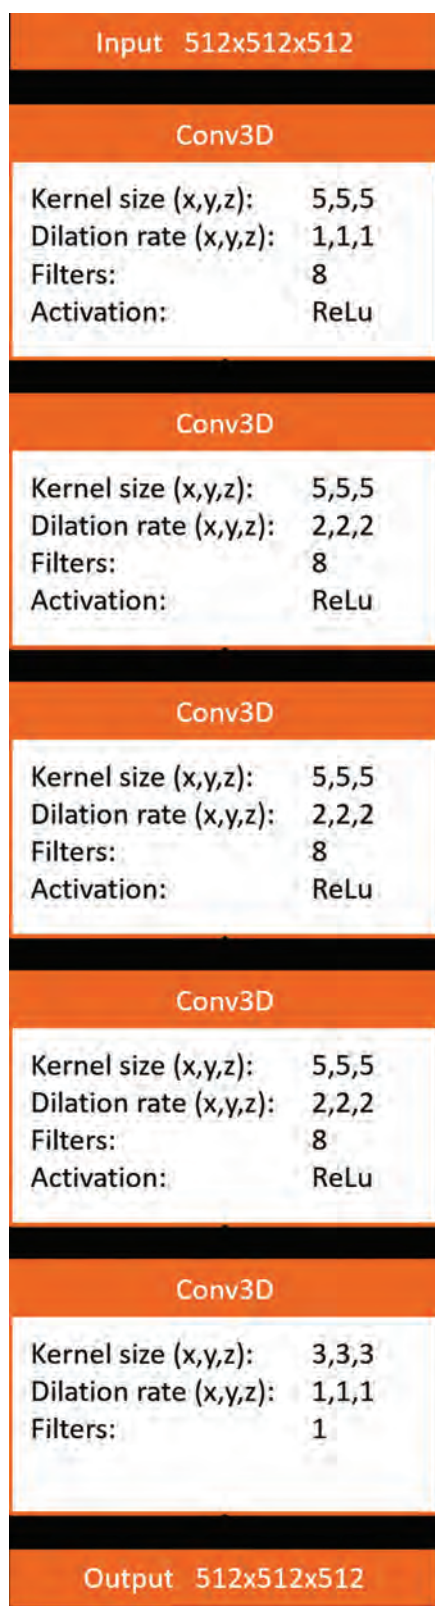 Input 512x512x512
Conv3D
Kernel size (x,y,z): 5,5,5
Dilation rate (x,y,z): 1,1,1
Filters: 8
Activation: ReLu
Conv3D
Kernel size (x,y,z): 5,5,5
Dilation rate (x,y,z): 2,2,2
Filters: 8
Activation: ReLu
Conv3D
Kernel size (x,y,z): 5,5,5
Dilation rate (x,y,z): 2,2,2
Filters: 8
Activation: ReLu
Conv3D
Kernel size (x,y,z): 5,5,5
Dilation rate (x,y,z): 2,2,2
Filters: 8
Activation: ReLu
Conv3D
Kernel size (x,y,z): 3,3,3
Dilation rate (x,y,z): 1,1,1
Filters: 1
Output 512x512x512